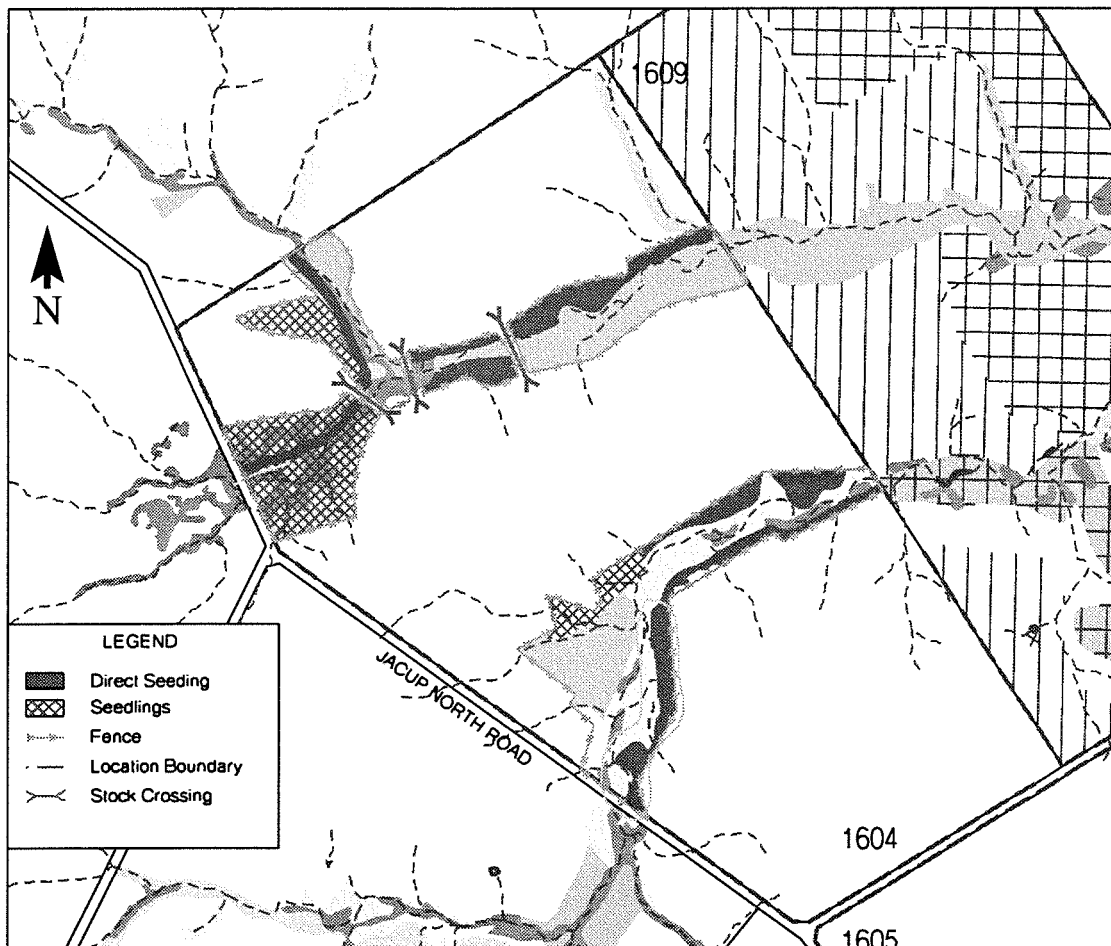 1609
N
LEGEND
Direct Seeding
Seedlings
Fence
Location Boundary
Stock Crossing
JACUP NORTH ROAD
1604
1605